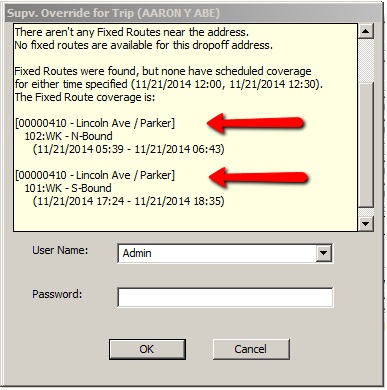 Supv. Override for Trip (AARON Y ABE)
There aren't any Fixed Routes near the address.
No fixed routes are available for this dropoff address.
Fixed Routes were found, but none have scheduled coverage
for either time specified (11/21/2014 12:00, 11/21/2014 12:30).
The Fixed Route coverage is:
[00000410 - Lincoln Ave / Parker]
102:WK - N-Bound
(11/21/2014 05:39 - 11/21/2014 06:43)
[00000410 - Lincoln Ave / Parker]
101:WK - S-Bound
(11/21/2014 17:24 - 11/21/2014 18:35)
User Name:
Admin
Password:
OK
Cancel